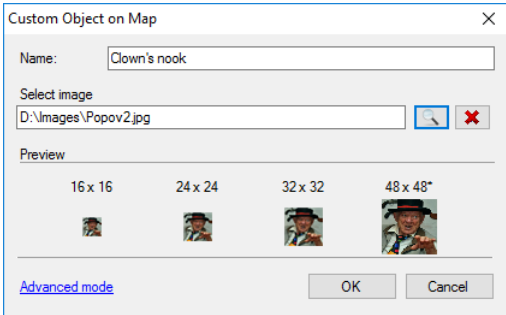 Custom Object on Map
Name: Clown's nook
Select image
D:\Images\Popov2.jpg
Preview
16 x 16 24 x 24 32 x 32 48 x 48*
Advanced mode OK Cancel